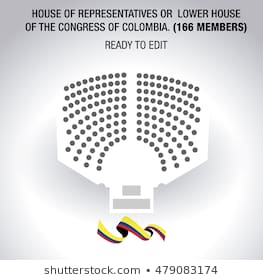 HOUSE OF REPRESENTATIVES OR LOWER HOUSE
OF THE CONGRESS OF COLOMBIA. (166 MEMBERS)
READY TO EDIT
shutterstock.com • 479083174